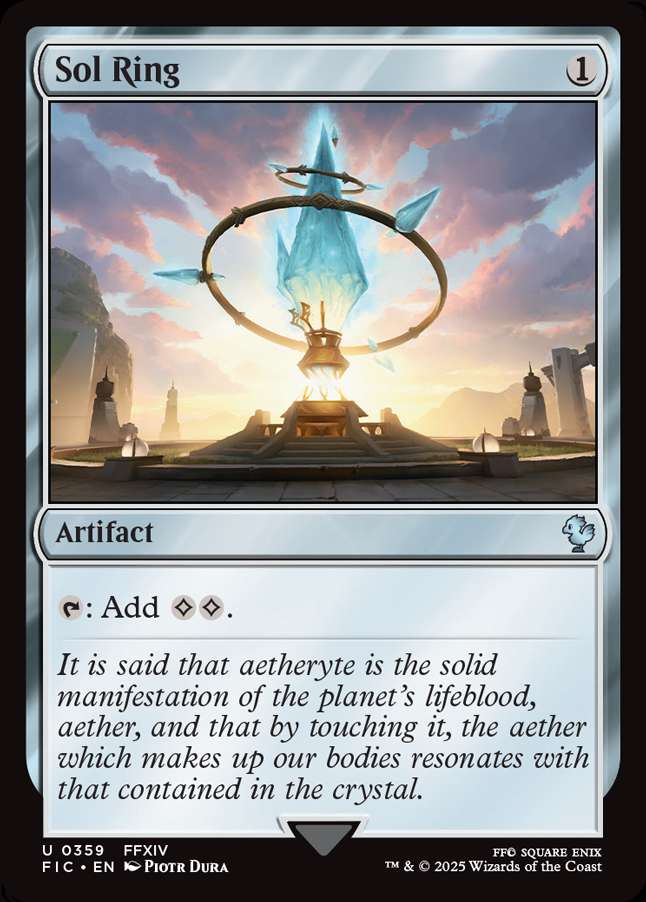 Sol Ring 1
Artifact
: Add .
It is said that aetheryte is the solid
manifestation of the planet's lifeblood,
aether, and that by touching it, the aether
which makes up our bodies resonates with
that contained in the crystal.
U 0359 FFXIV
FIC • EN Piotr Dura
FF© SQUARE ENIX
™ & © 2025 Wizards of the Coast